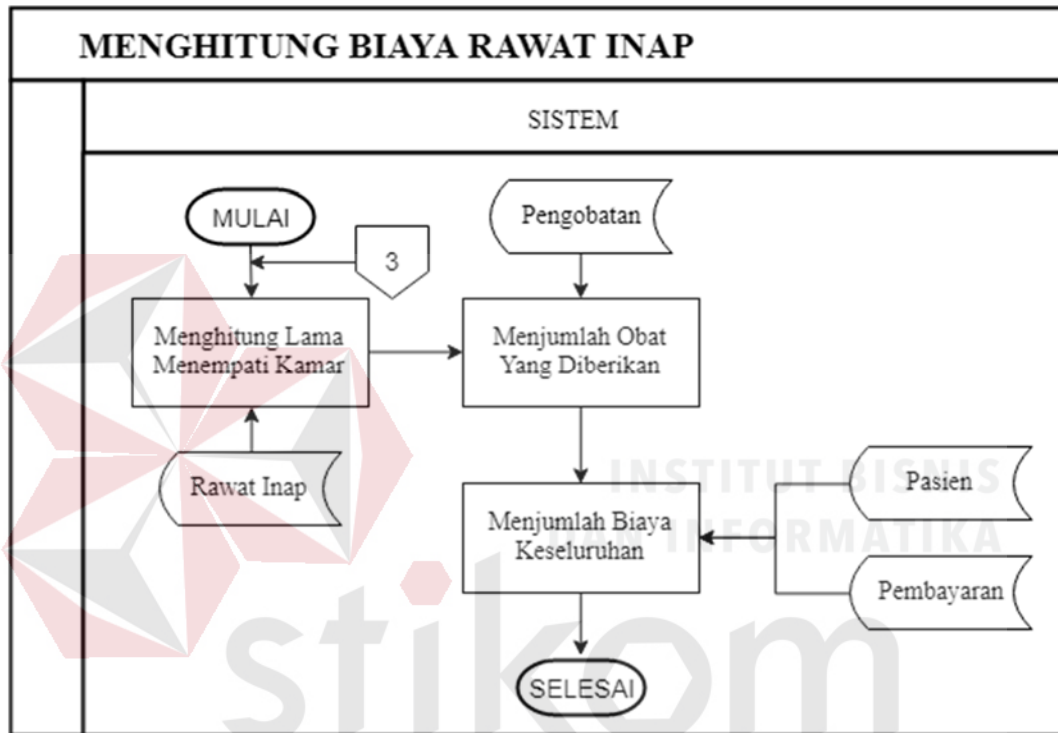 MENGHITUNG BIAYA RAWAT INAP
SISTEM
MULAI
3
Pengobatan
Menghitung Lama
Menempati Kamar
Menjumlah Obat
Yang Diberikan
Rawat Inap
Menjumlah Biaya
Keseluruhan
Pasien
Pembayaran
SELESAI
INSTITUT BISNIS
DAN INFORMATIKA
stikom